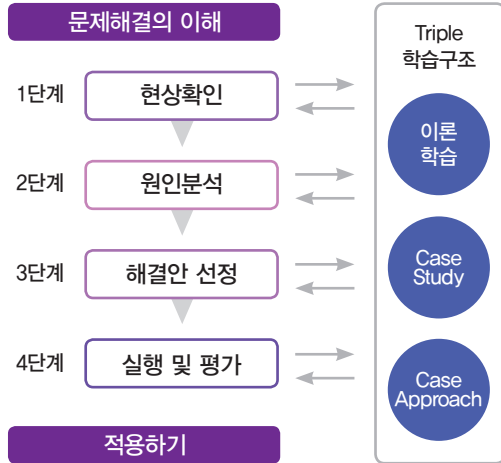 문제해결의 이해
1단계
현상확인
2단계
원인분석
3단계
해결안 선정
4단계
실행 및 평가
적용하기
Triple
학습구조
이론
학습
Case
Study
Case
Approach